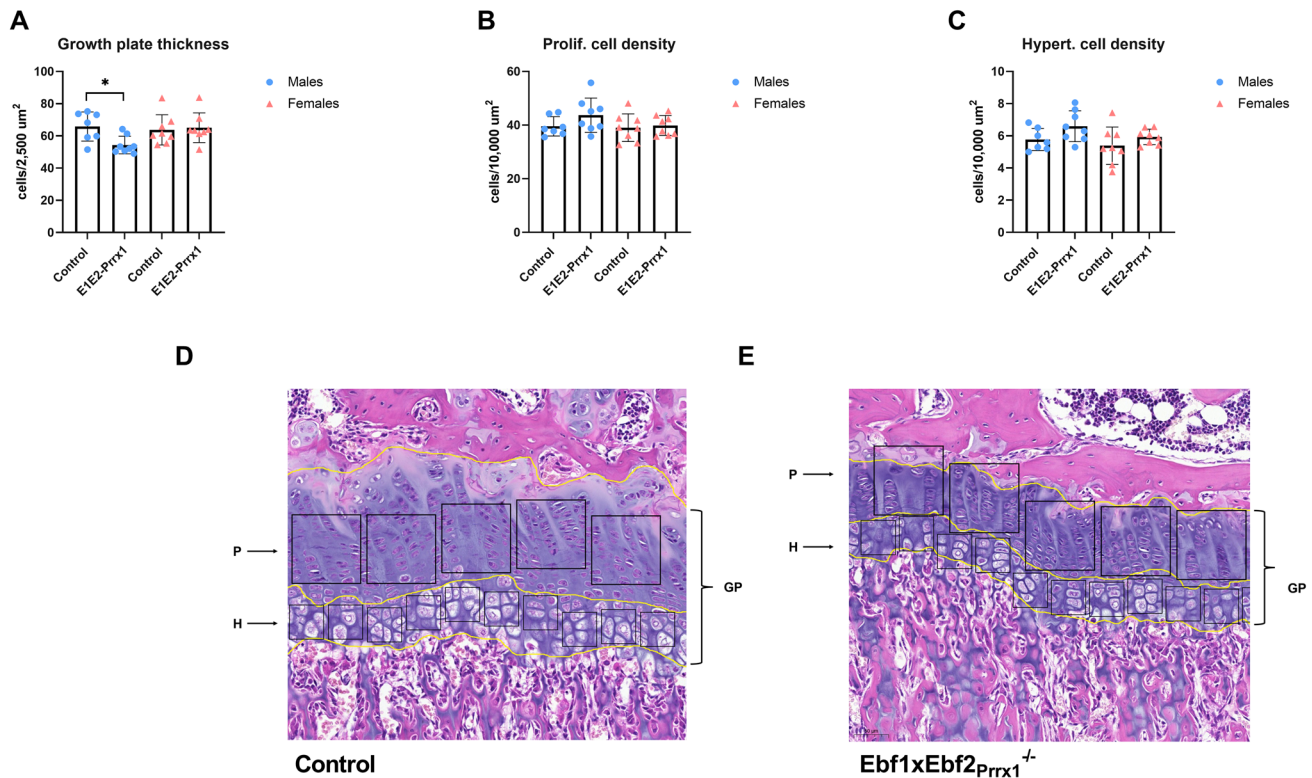 A
Growth plate thickness
cells/2,500 um²
100
80
60
40
20
0
*
Control
E1E2-Prrx1
Control
E1E2-Prrx1
Males
Females
B
Prolif. cell density
cells/10,000 um²
60
40
20
0
Control
E1E2-Prrx1
Control
E1E2-Prrx1
Males
Females
C
Hypert. cell density
cells/10,000 um²
10
8
6
4
2
0
Control
E1E2-Prrx1
Control
E1E2-Prrx1
Males
Females
D
P
H
GP
Control
E
P
H
GP
Ebf1xEbf2Prrx1-/-